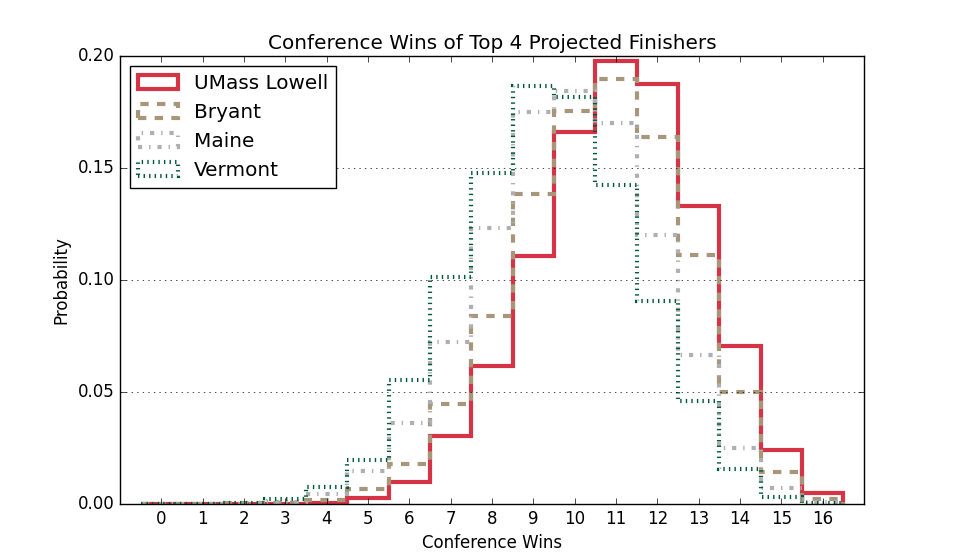 Conference Wins of Top 4 Projected Finishers
UMass Lowell
Bryant
Maine
Vermont
0.20
0.15
0.10
0.05
0.00
Probability
0 1 2 3 4 5 6 7 8 9 10 11 12 13 14 15 16
Conference Wins